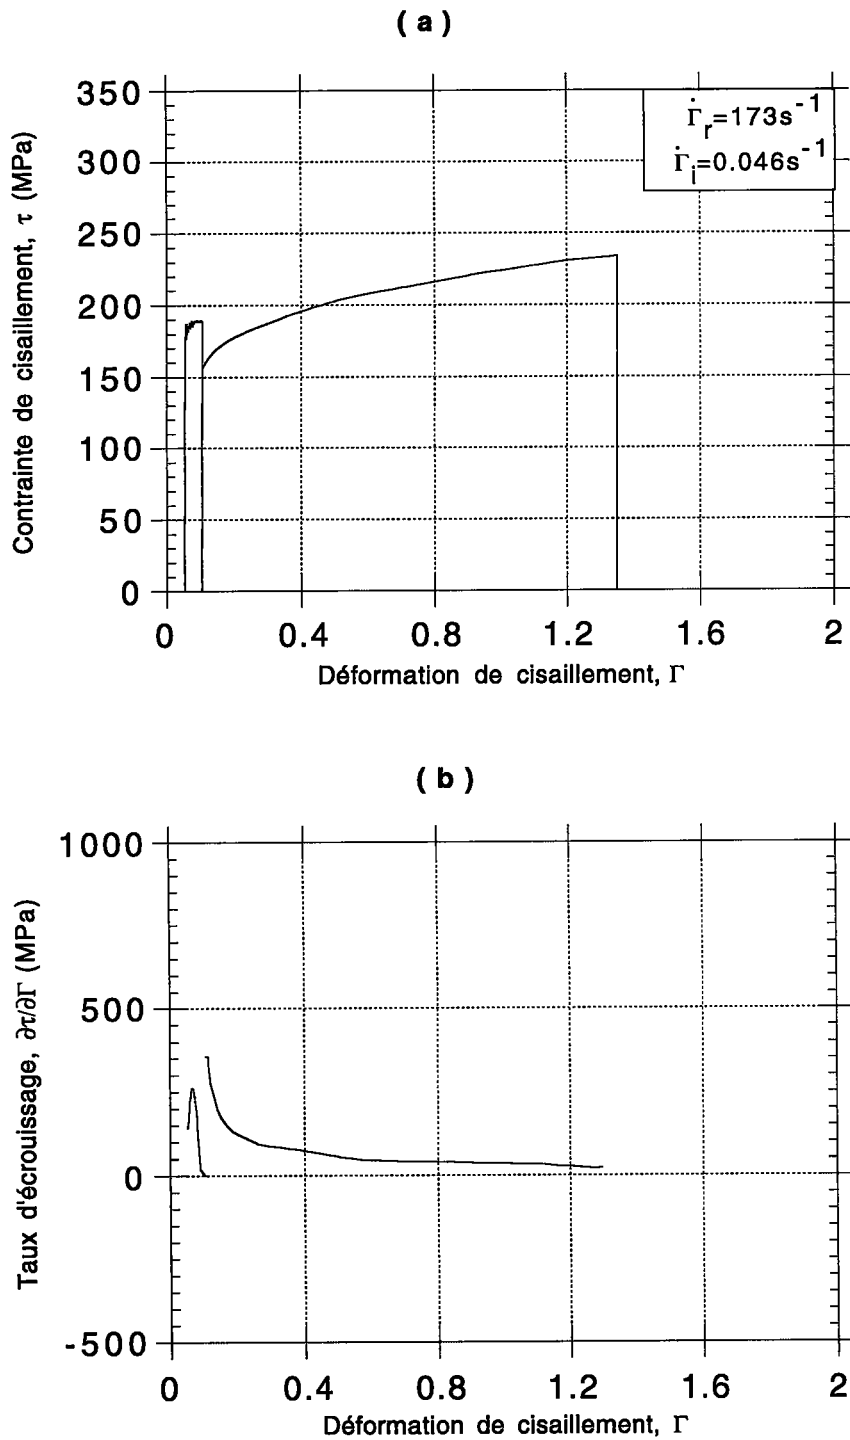 ( a )
350
300
250
200
150
100
50
0
Contrainte de cisaillement, τ (MPa)
Γ̇r=173s-1
Γ̇i=0.046s-1
0 0.4 0.8 1.2 1.6 2
Déformation de cisaillement, Γ
( b )
1000
500
0
-500
Taux d'écrouissage, ∂τ/∂Γ (MPa)
0 0.4 0.8 1.2 1.6 2
Déformation de cisaillement, Γ